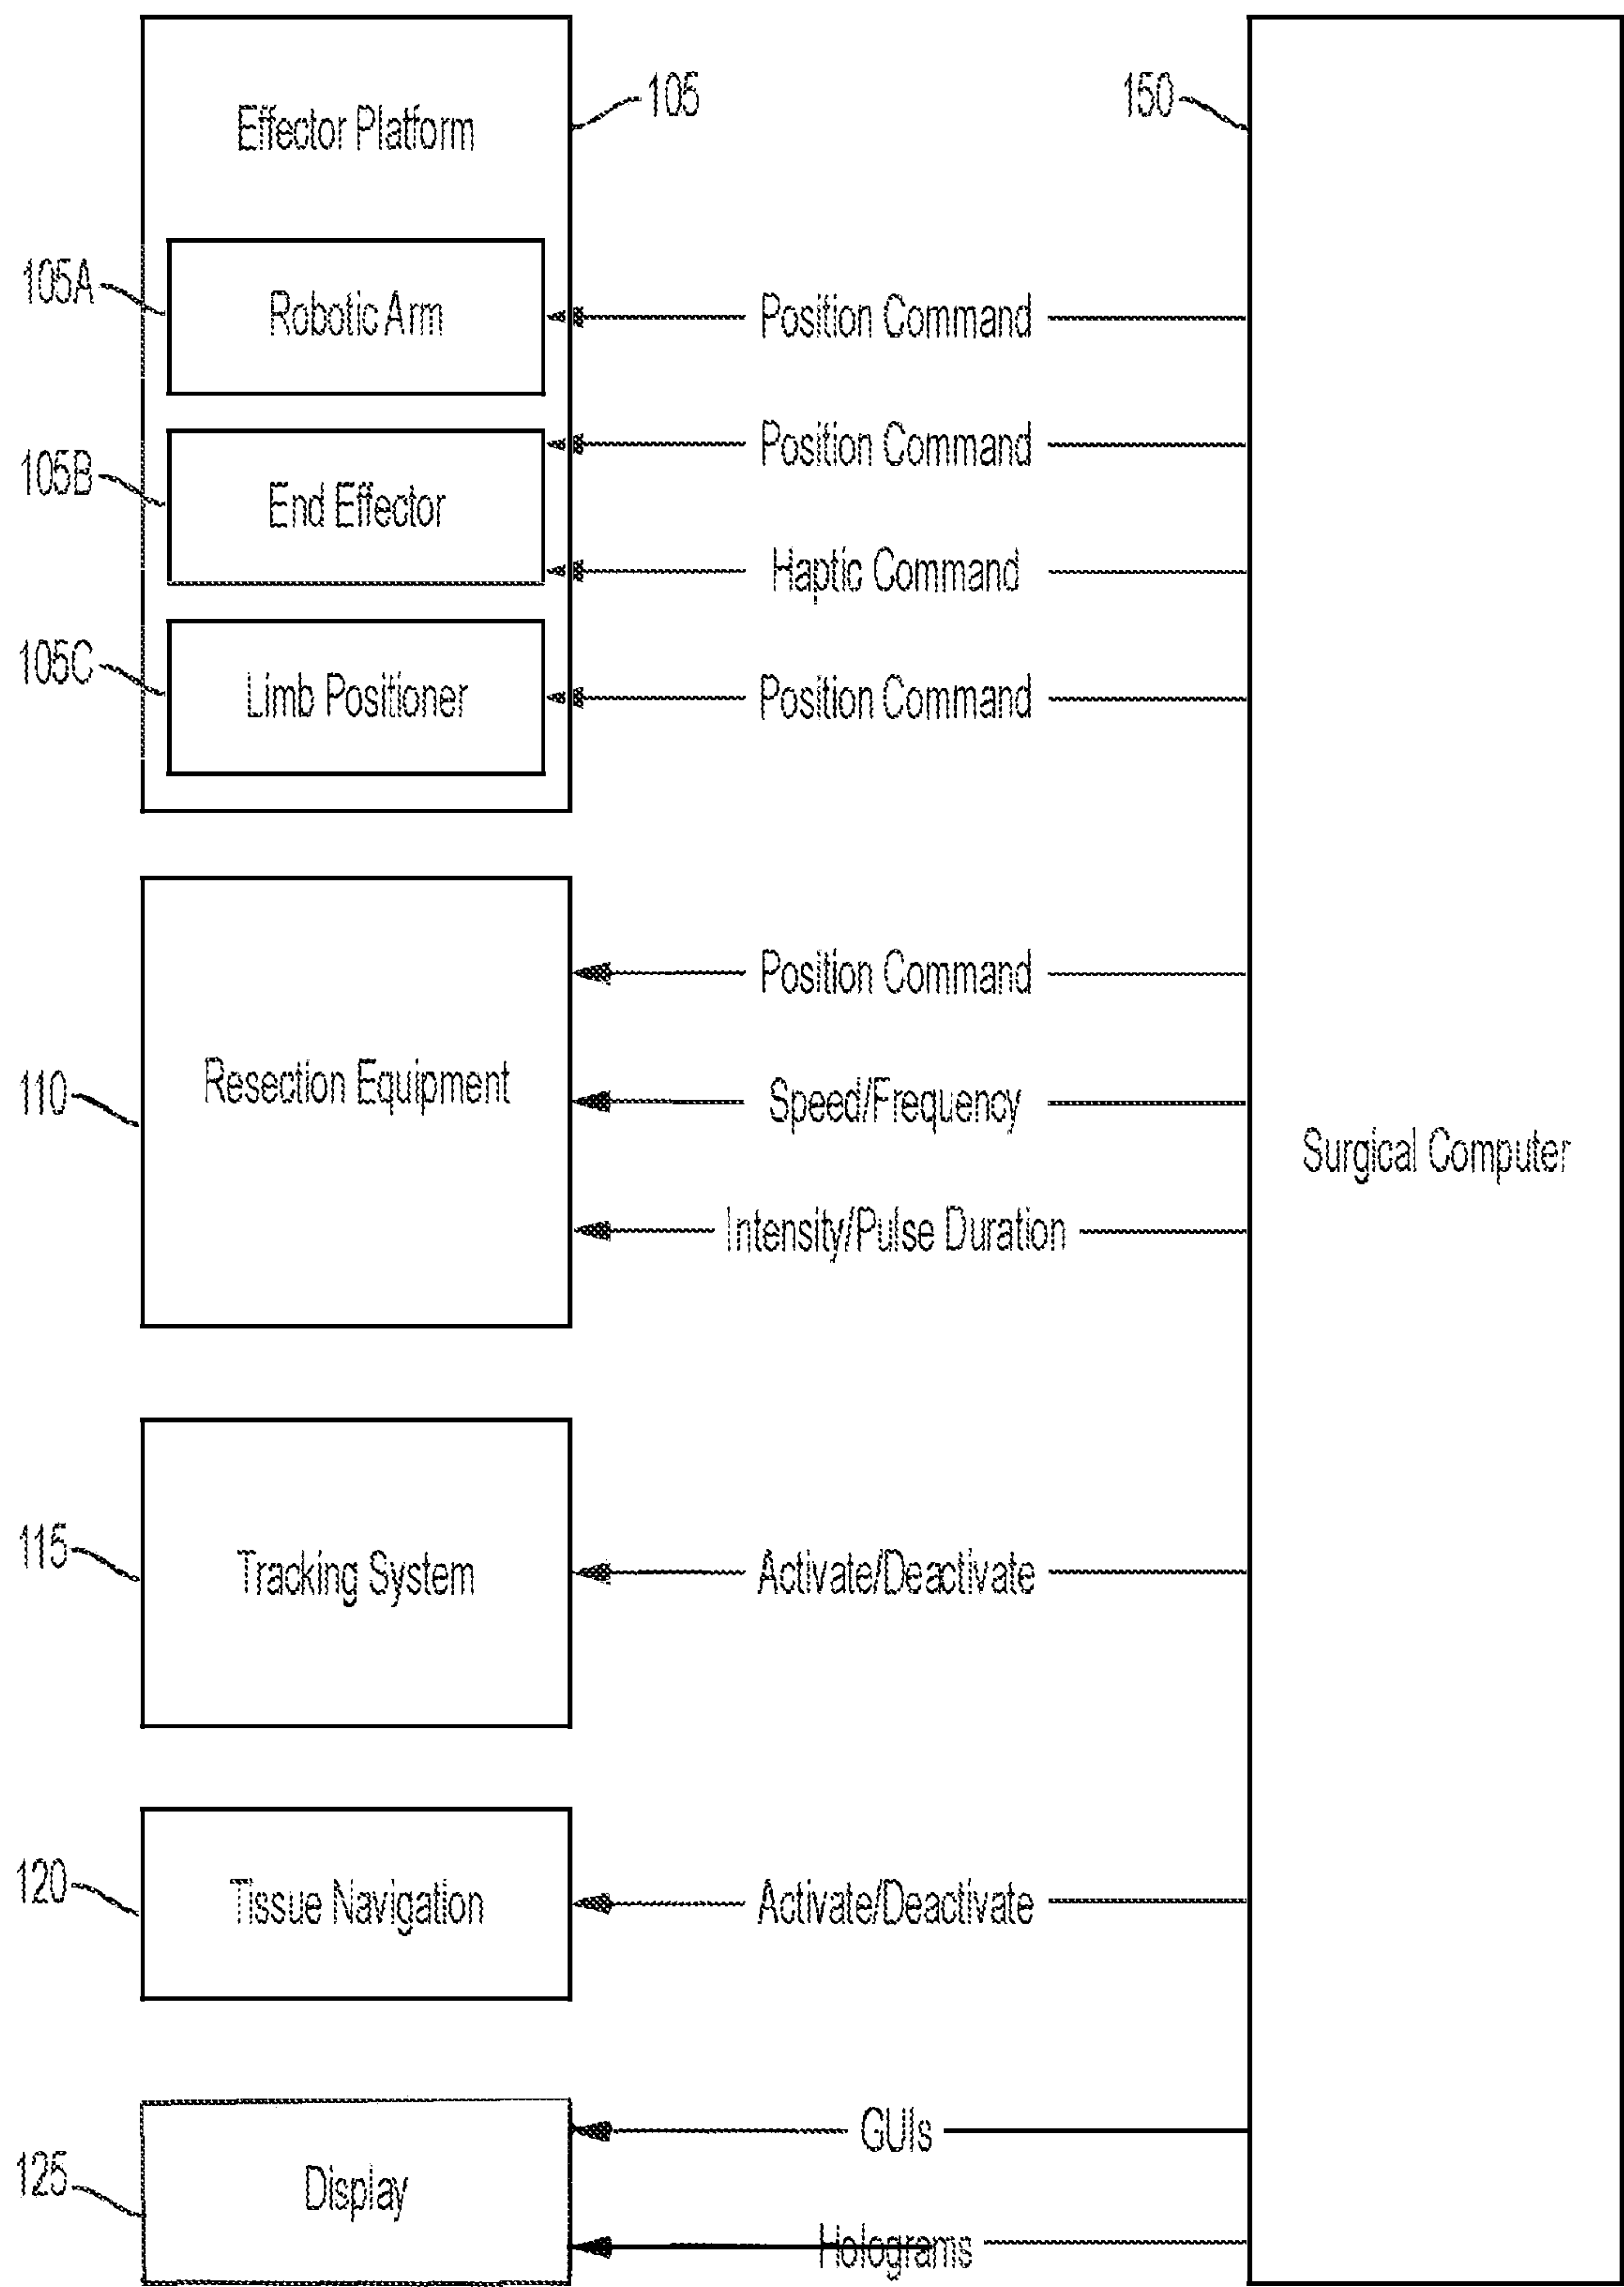 105
150
Effector Platform
105A
Robotic Arm
Position Command
Position Command
105B
End Effector
Haptic Command
105C
Limb Positioner
Position Command
Position Command
110
Resection Equipment
Speed/Frequency
Surgical Computer
Intensity/Pulse Duration
115
Tracking System
Activate/Deactivate
120
Tissue Navigation
Activate/Deactivate
GUIs
125
Display
Holograms